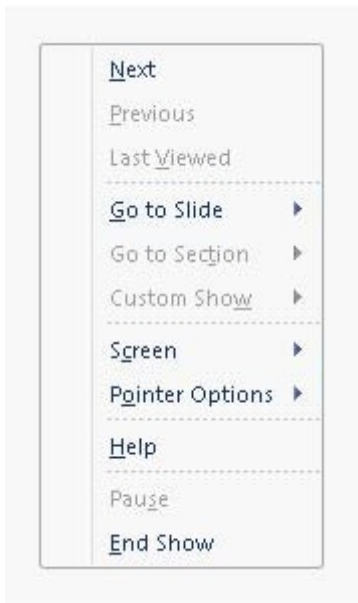 Next
Previous
Last Viewed
Go to Slide
Go to Section
Custom Show
Screen
Pointer Options
Help
Pause
End Show